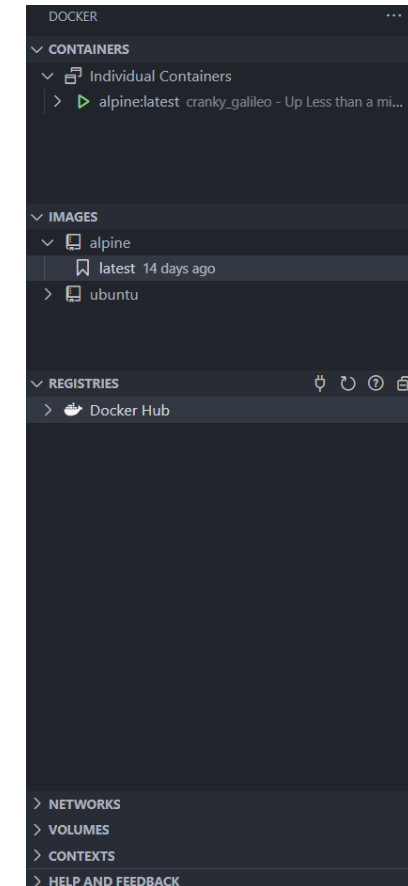 DOCKER
CONTAINERS
Individual Containers
alpine:latest cranky_galileo - Up Less than a mi...
IMAGES
alpine
latest 14 days ago
ubuntu
REGISTRIES
Docker Hub
NETWORKS
VOLUMES
CONTEXTS
HELP AND FEEDBACK